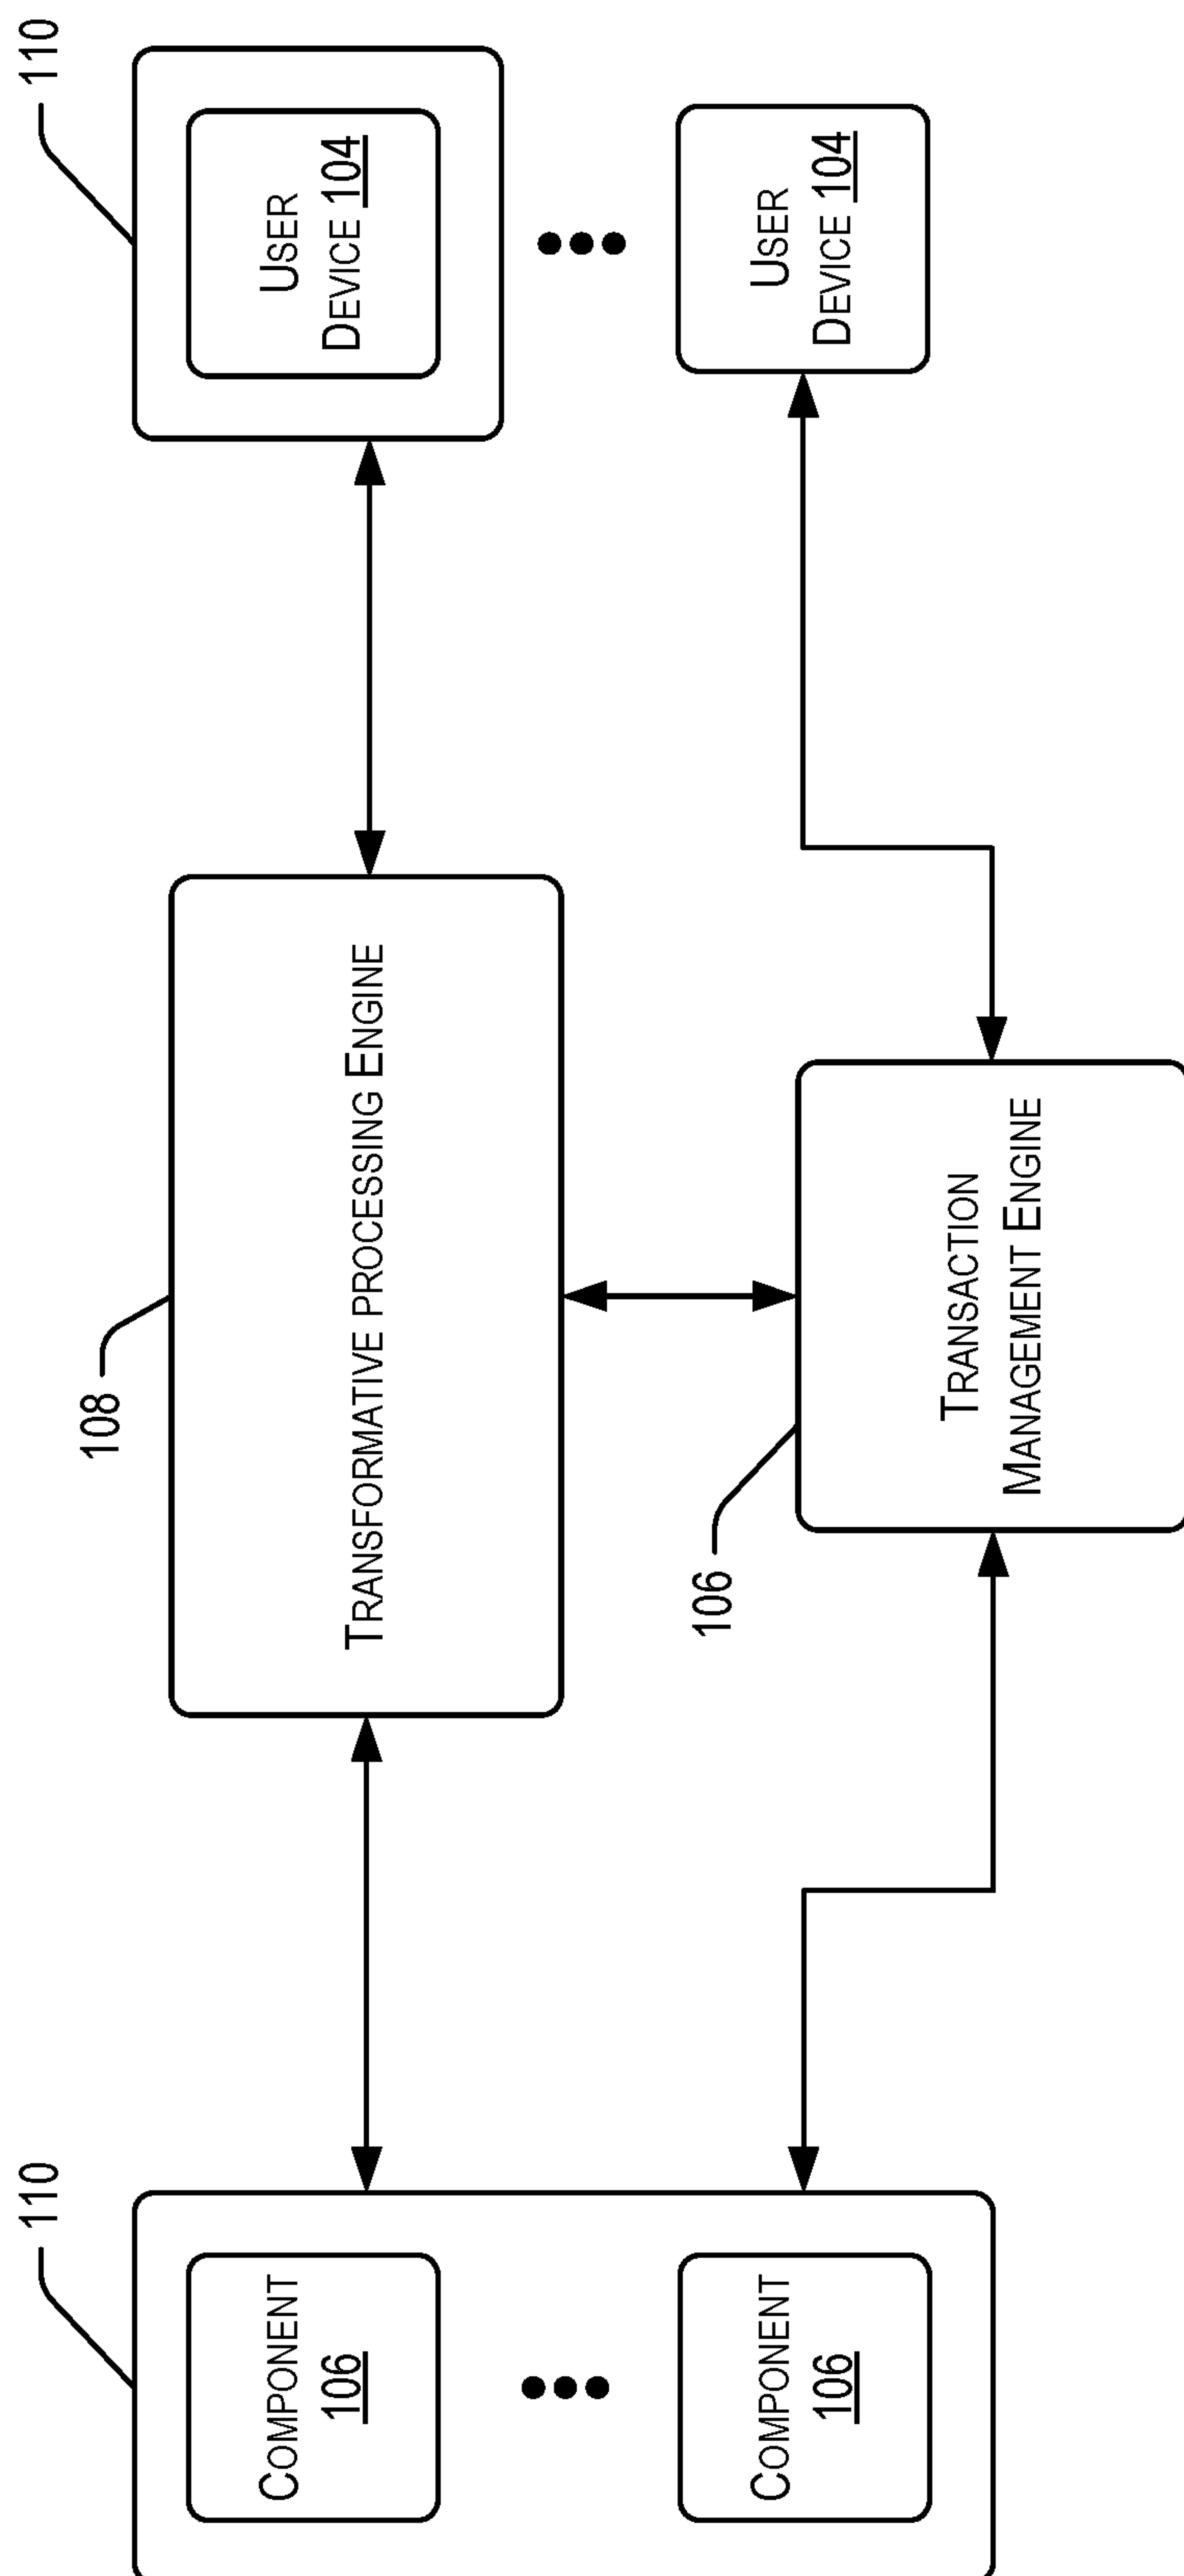 110
COMPONENT
106
COMPONENT
106
108
TRANSFORMATIVE PROCESSING ENGINE
106
TRANSACTION
MANAGEMENT ENGINE
110
USER
DEVICE 104
USER
DEVICE 104